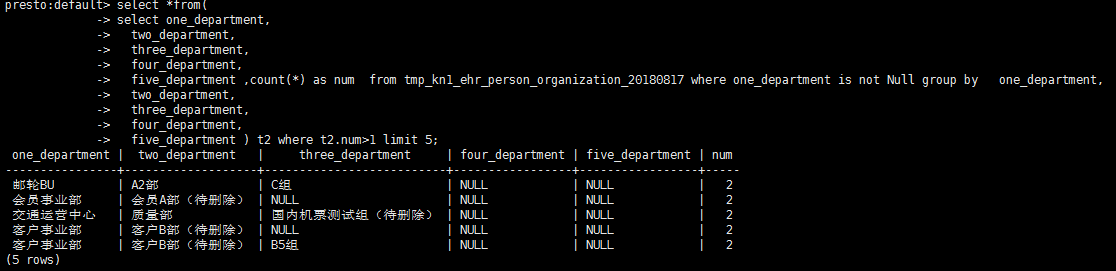 presto:default> select *from(
-> select one_department,
-> two_department,
-> three_department,
-> four_department,
-> five_department ,count(*) as num  from tmp_kn1_ehr_person_organization_20180817 where one_department is not Null group by   one_department,
-> two_department,
-> three_department,
-> four_department,
-> five_department ) t2 where t2.num>1 limit 5;
one_department | two_department | three_department | four_department | five_department | num
---------------+----------------+------------------------+-----------------+-----------------+-----
邮轮BU | A2部 | C组 | NULL | NULL | 2
会员事业部 | 会员A部（待删除） | NULL | NULL | NULL | 2
交通运营中心 | 质量部 | 国内机票测试组（待删除） | NULL | NULL | 2
客户事业部 | 客户B部（待删除） | NULL | NULL | NULL | 2
客户事业部 | 客户B部（待删除） | B5组 | NULL | NULL | 2
(5 rows)